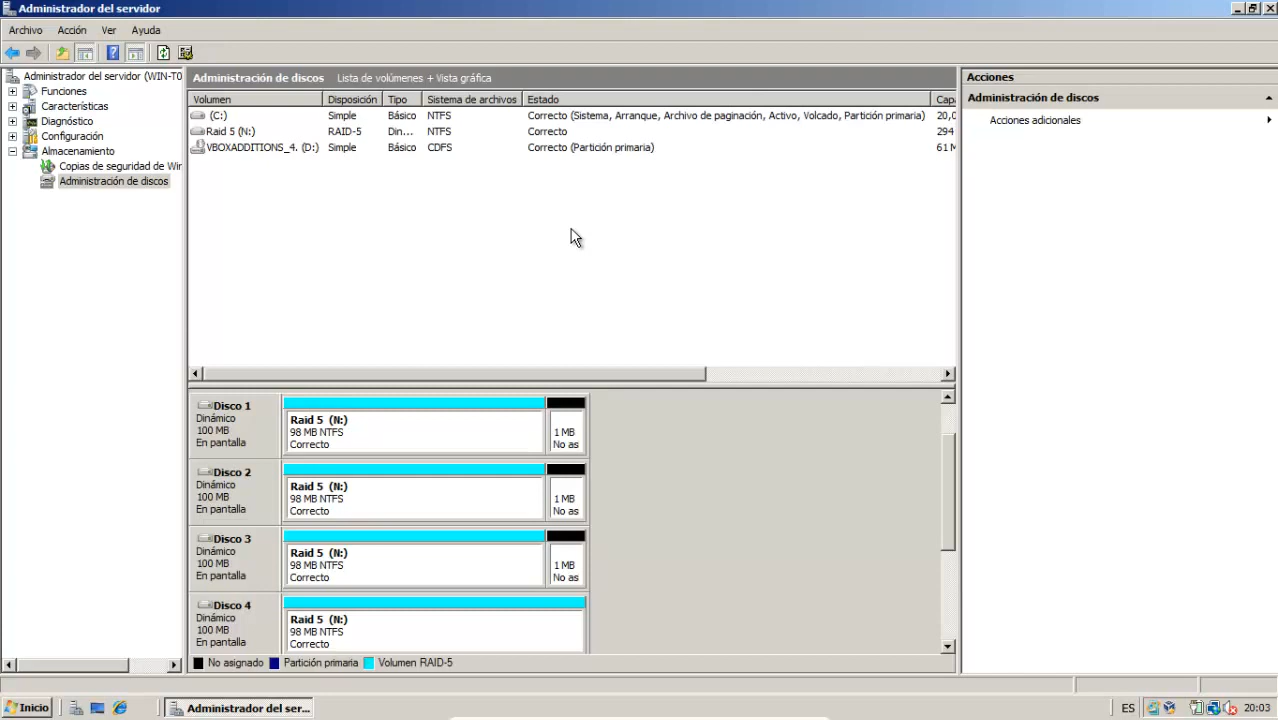 Administrador del servidor
Archivo Acción Ver Ayuda
Administrador del servidor (WIN-T0
Funciones
Características
Diagnóstico
Configuración
Almacenamiento
Copias de seguridad de Wir
Administración de discos
Administración de discos Lista de volúmenes + Vista gráfica
Volumen Disposición Tipo Sistema de archivos Estado Capa
(C:) Simple Básico NTFS Correcto (Sistema, Arranque, Archivo de paginación, Activo, Volcado, Partición primaria) 20,0
Raid 5 (N:) RAID-5 Din... NTFS Correcto 294
VBOXADDITIONS_4. (D:) Simple Básico CDFS Correcto (Partición primaria) 61 M
Disco 1
Dinámico
100 MB
En pantalla
Raid 5 (N:)
98 MB NTFS
Correcto
1 MB
No as
Disco 2
Dinámico
100 MB
En pantalla
Raid 5 (N:)
98 MB NTFS
Correcto
1 MB
No as
Disco 3
Dinámico
100 MB
En pantalla
Raid 5 (N:)
98 MB NTFS
Correcto
1 MB
No as
Disco 4
Dinámico
100 MB
En pantalla
Raid 5 (N:)
98 MB NTFS
Correcto
No asignado Partición primaria Volumen RAID-5
Acciones
Administración de discos
Acciones adicionales
Inicio
Administrador del ser...
ES
20:03